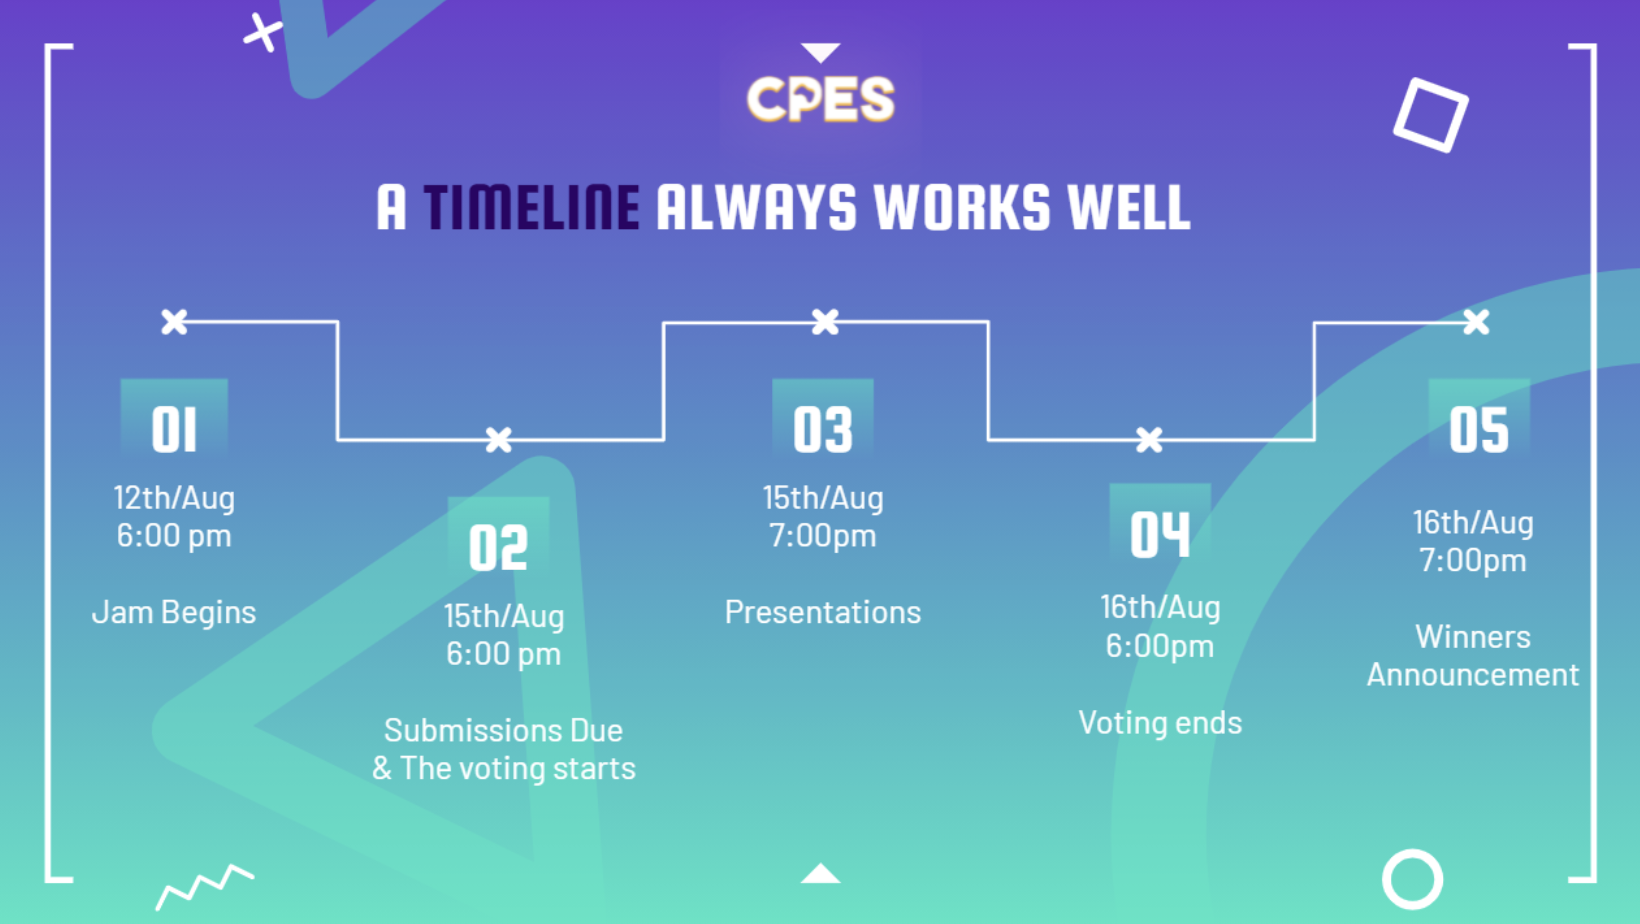 CPES
A TIMELINE ALWAYS WORKS WELL
01
12th/Aug
6:00 pm
Jam Begins
02
15th/Aug
6:00 pm
Submissions Due
& The voting starts
03
15th/Aug
7:00pm
Presentations
04
16th/Aug
6:00pm
Voting ends
05
16th/Aug
7:00pm
Winners
Announcement